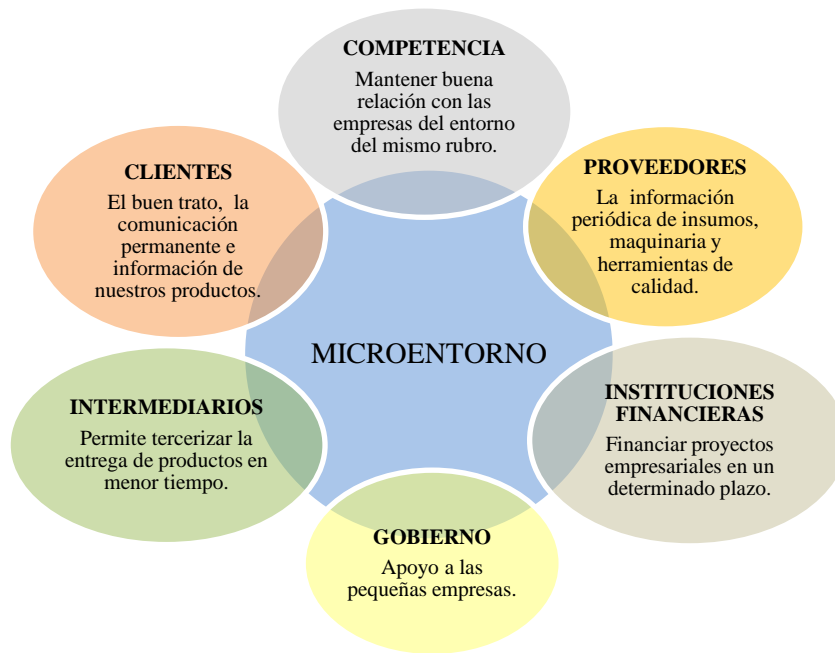 COMPETENCIA
Mantener buena
relación con las
empresas del entorno
del mismo rubro.
PROVEEDORES
La información
periódica de insumos,
maquinaria y
herramientas de
calidad.
INSTITUCIONES
FINANCIERAS
Financiar proyectos
empresariales en un
determinado plazo.
GOBIERNO
Apoyo a las
pequeñas empresas.
INTERMEDIARIOS
Permite tercerizar la
entrega de productos en
menor tiempo.
CLIENTES
El buen trato, la
comunicación
permanente e
información de
nuestros productos.
MICROENTORNO